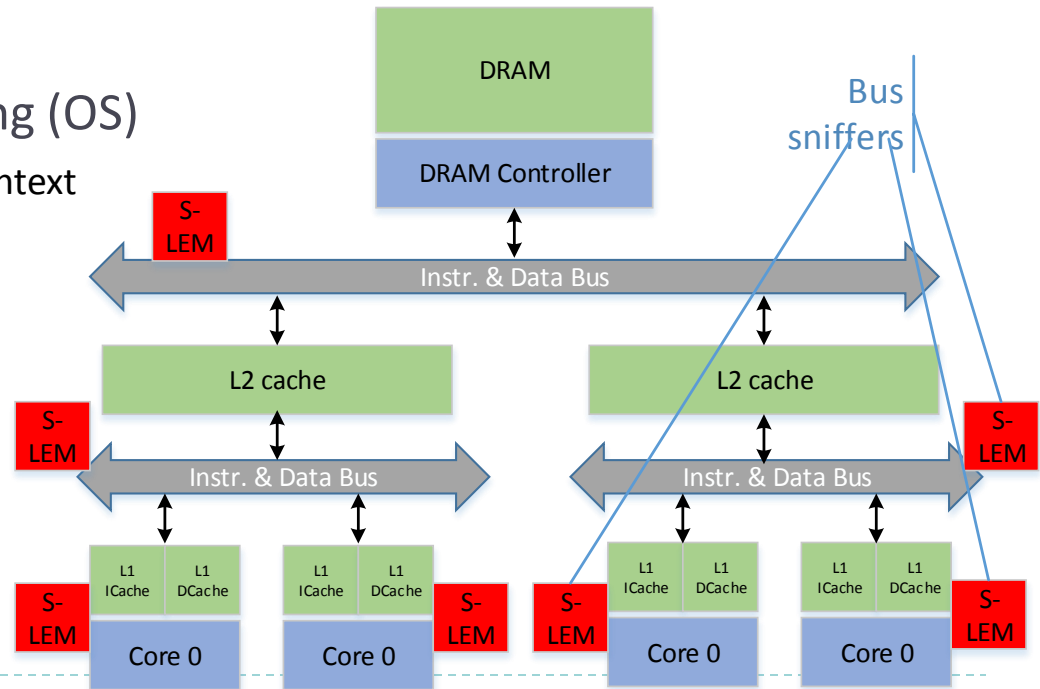 DRAM
Bus
sniffers
ng (OS)
ntext
DRAM Controller
S-
LEM
Instr. & Data Bus
L2 cache
L2 cache
S-
LEM
S-
LEM
Instr. & Data Bus
Instr. & Data Bus
L1
ICache
L1
DCache
L1
ICache
L1
DCache
L1
ICache
L1
DCache
L1
ICache
L1
DCache
S-
LEM
S-
LEM
S-
LEM
S-
LEM
Core 0
Core 0
Core 0
Core 0